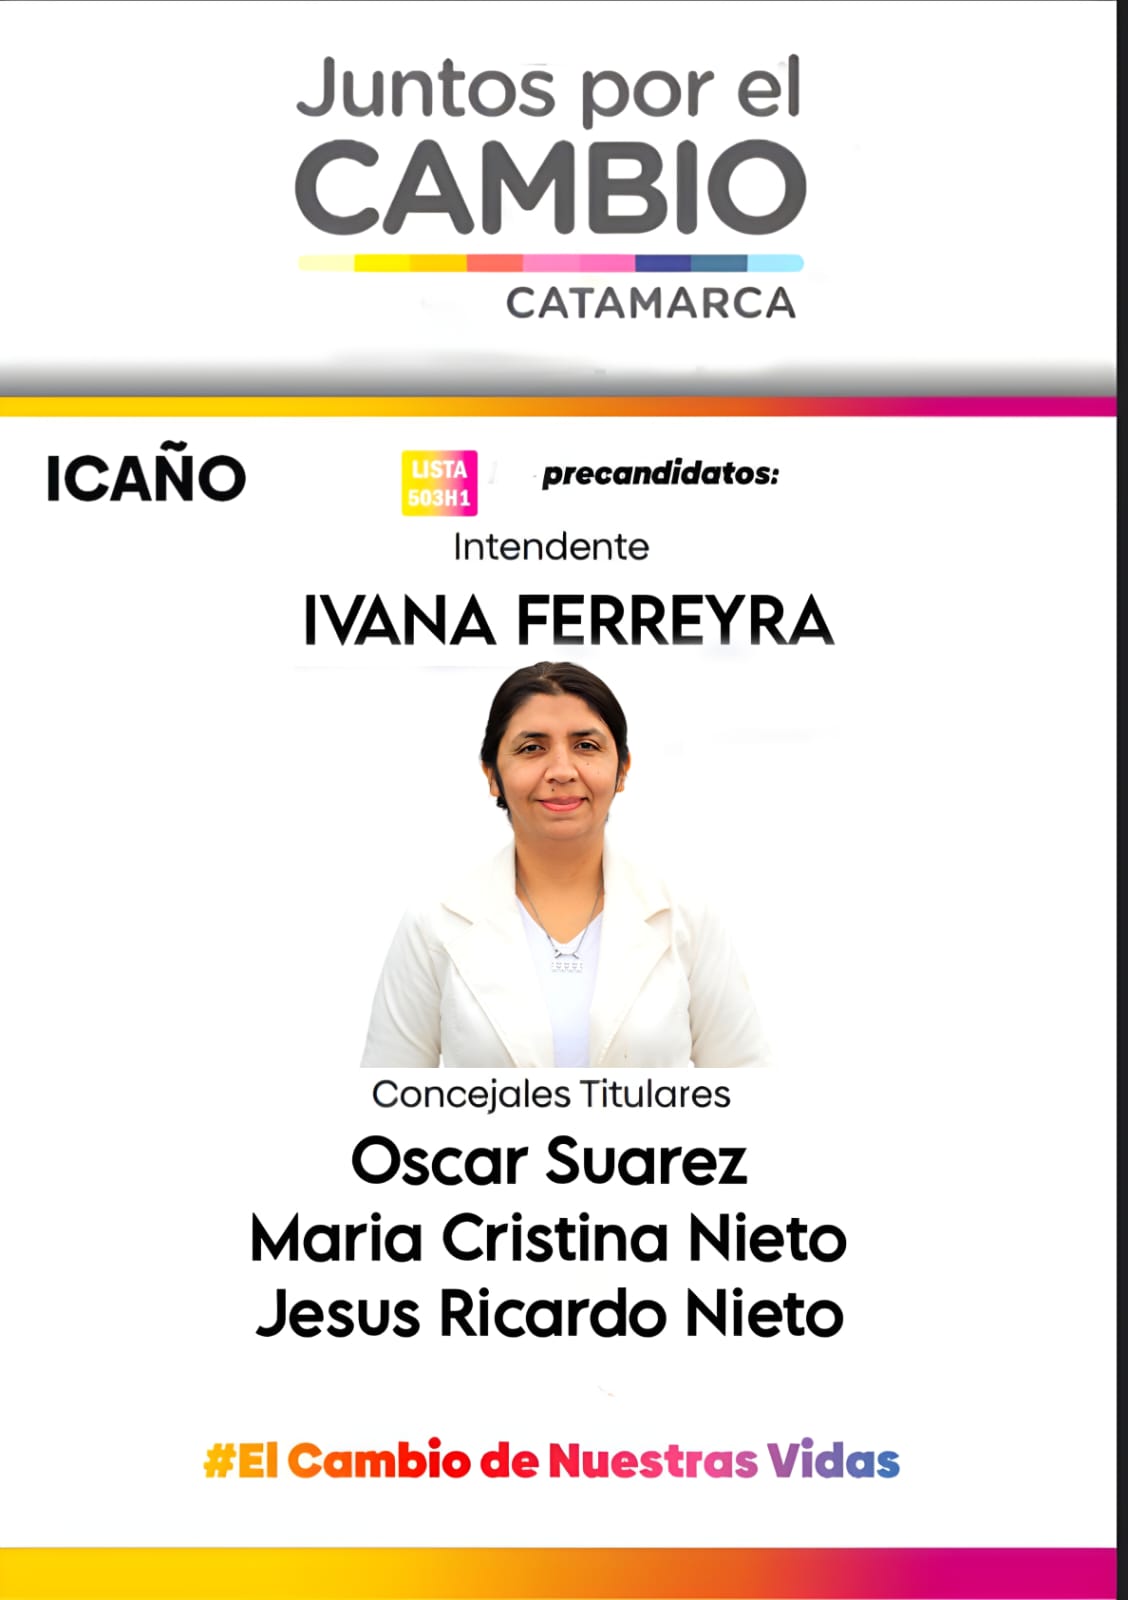 Juntos por el
CAMBIO
CATAMARCA
ICAÑO
LISTA
503H1
precandidatos:
Intendente
IVANA FERREYRA
Concejales Titulares
Oscar Suarez
Maria Cristina Nieto
Jesus Ricardo Nieto
#El Cambio de Nuestras Vidas